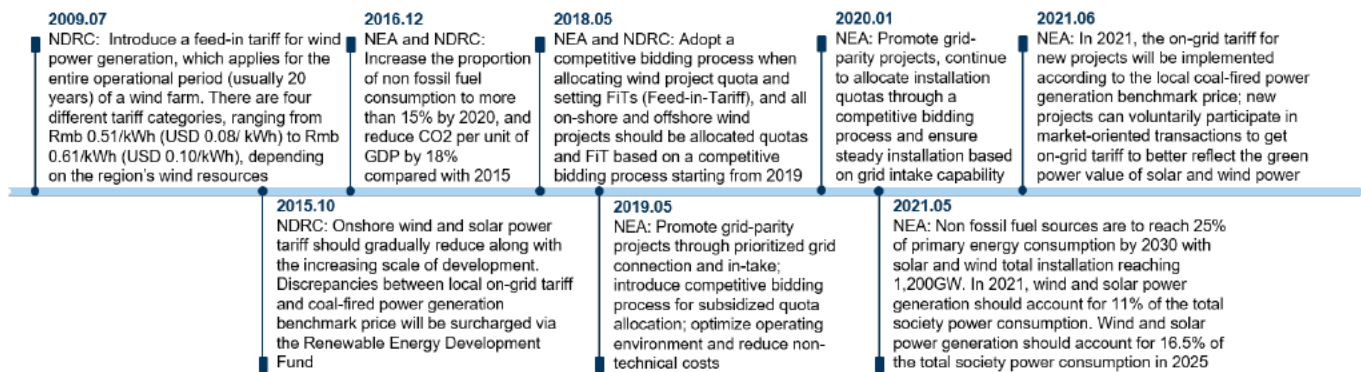 2009.07
NDRC: Introduce a feed-in tariff for wind
power generation, which applies for the
entire operational period (usually 20
years) of a wind farm. There are four
different tariff categories, ranging from
Rmb 0.51/kWh (USD 0.08/ kWh) to Rmb
0.61/kWh (USD 0.10/kWh), depending
on the region's wind resources
2016.12
NEA and NDRC:
Increase the proportion
of non fossil fuel
consumption to more
than 15% by 2020, and
reduce CO2 per unit of
GDP by 18%
compared with 2015
2018.05
NEA and NDRC: Adopt a
competitive bidding process when
allocating wind project quota and
setting FiTs (Feed-in-Tariff), and all
on-shore and offshore wind
projects should be allocated quotas
and FiT based on a competitive
bidding process starting from 2019
2020.01
NEA: Promote grid-
parity projects, continue
to allocate installation
quotas through a
competitive bidding
process and ensure
steady installation based
on grid intake capability
2021.06
NEA: In 2021, the on-grid tariff for
new projects will be implemented
according to the local coal-fired power
generation benchmark price; new
projects can voluntarily participate in
market-oriented transactions to get
on-grid tariff to better reflect the green
power value of solar and wind power
2015.10
NDRC: Onshore wind and solar power
tariff should gradually reduce along with
the increasing scale of development.
Discrepancies between local on-grid tariff
and coal-fired power generation
benchmark price will be surcharged via
the Renewable Energy Development
Fund
2019.05
NEA: Promote grid-parity
projects through prioritized grid
connection and in-take;
introduce competitive bidding
process for subsidized quota
allocation; optimize operating
environment and reduce non-
technical costs
2021.05
NEA: Non fossil fuel sources are to reach 25%
of primary energy consumption by 2030 with
solar and wind total installation reaching
1,200GW. In 2021, wind and solar power
generation should account for 11% of the total
society power consumption. Wind and solar
power generation should account for 16.5% of
the total society power consumption in 2025